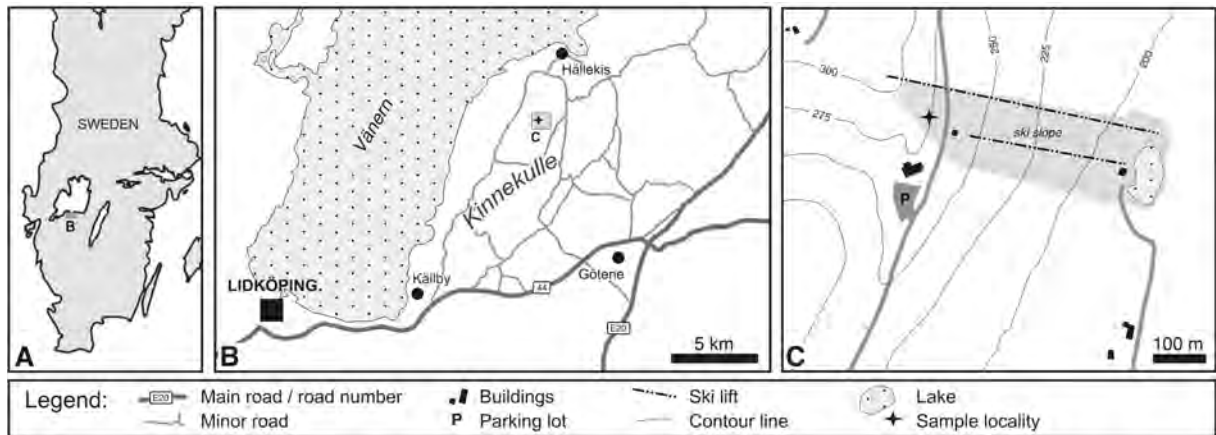 SWEDEN
B
A
Vänern
Hällekis
C
Kinnekulle
Källby
Götene
LIDKÖPING.
44
E20
B
5 km
300
275
250
225
200
ski slope
P
C
100 m
Legend:
E20 Main road / road number
Minor road
Buildings
P Parking lot
Ski lift
Contour line
Lake
Sample locality